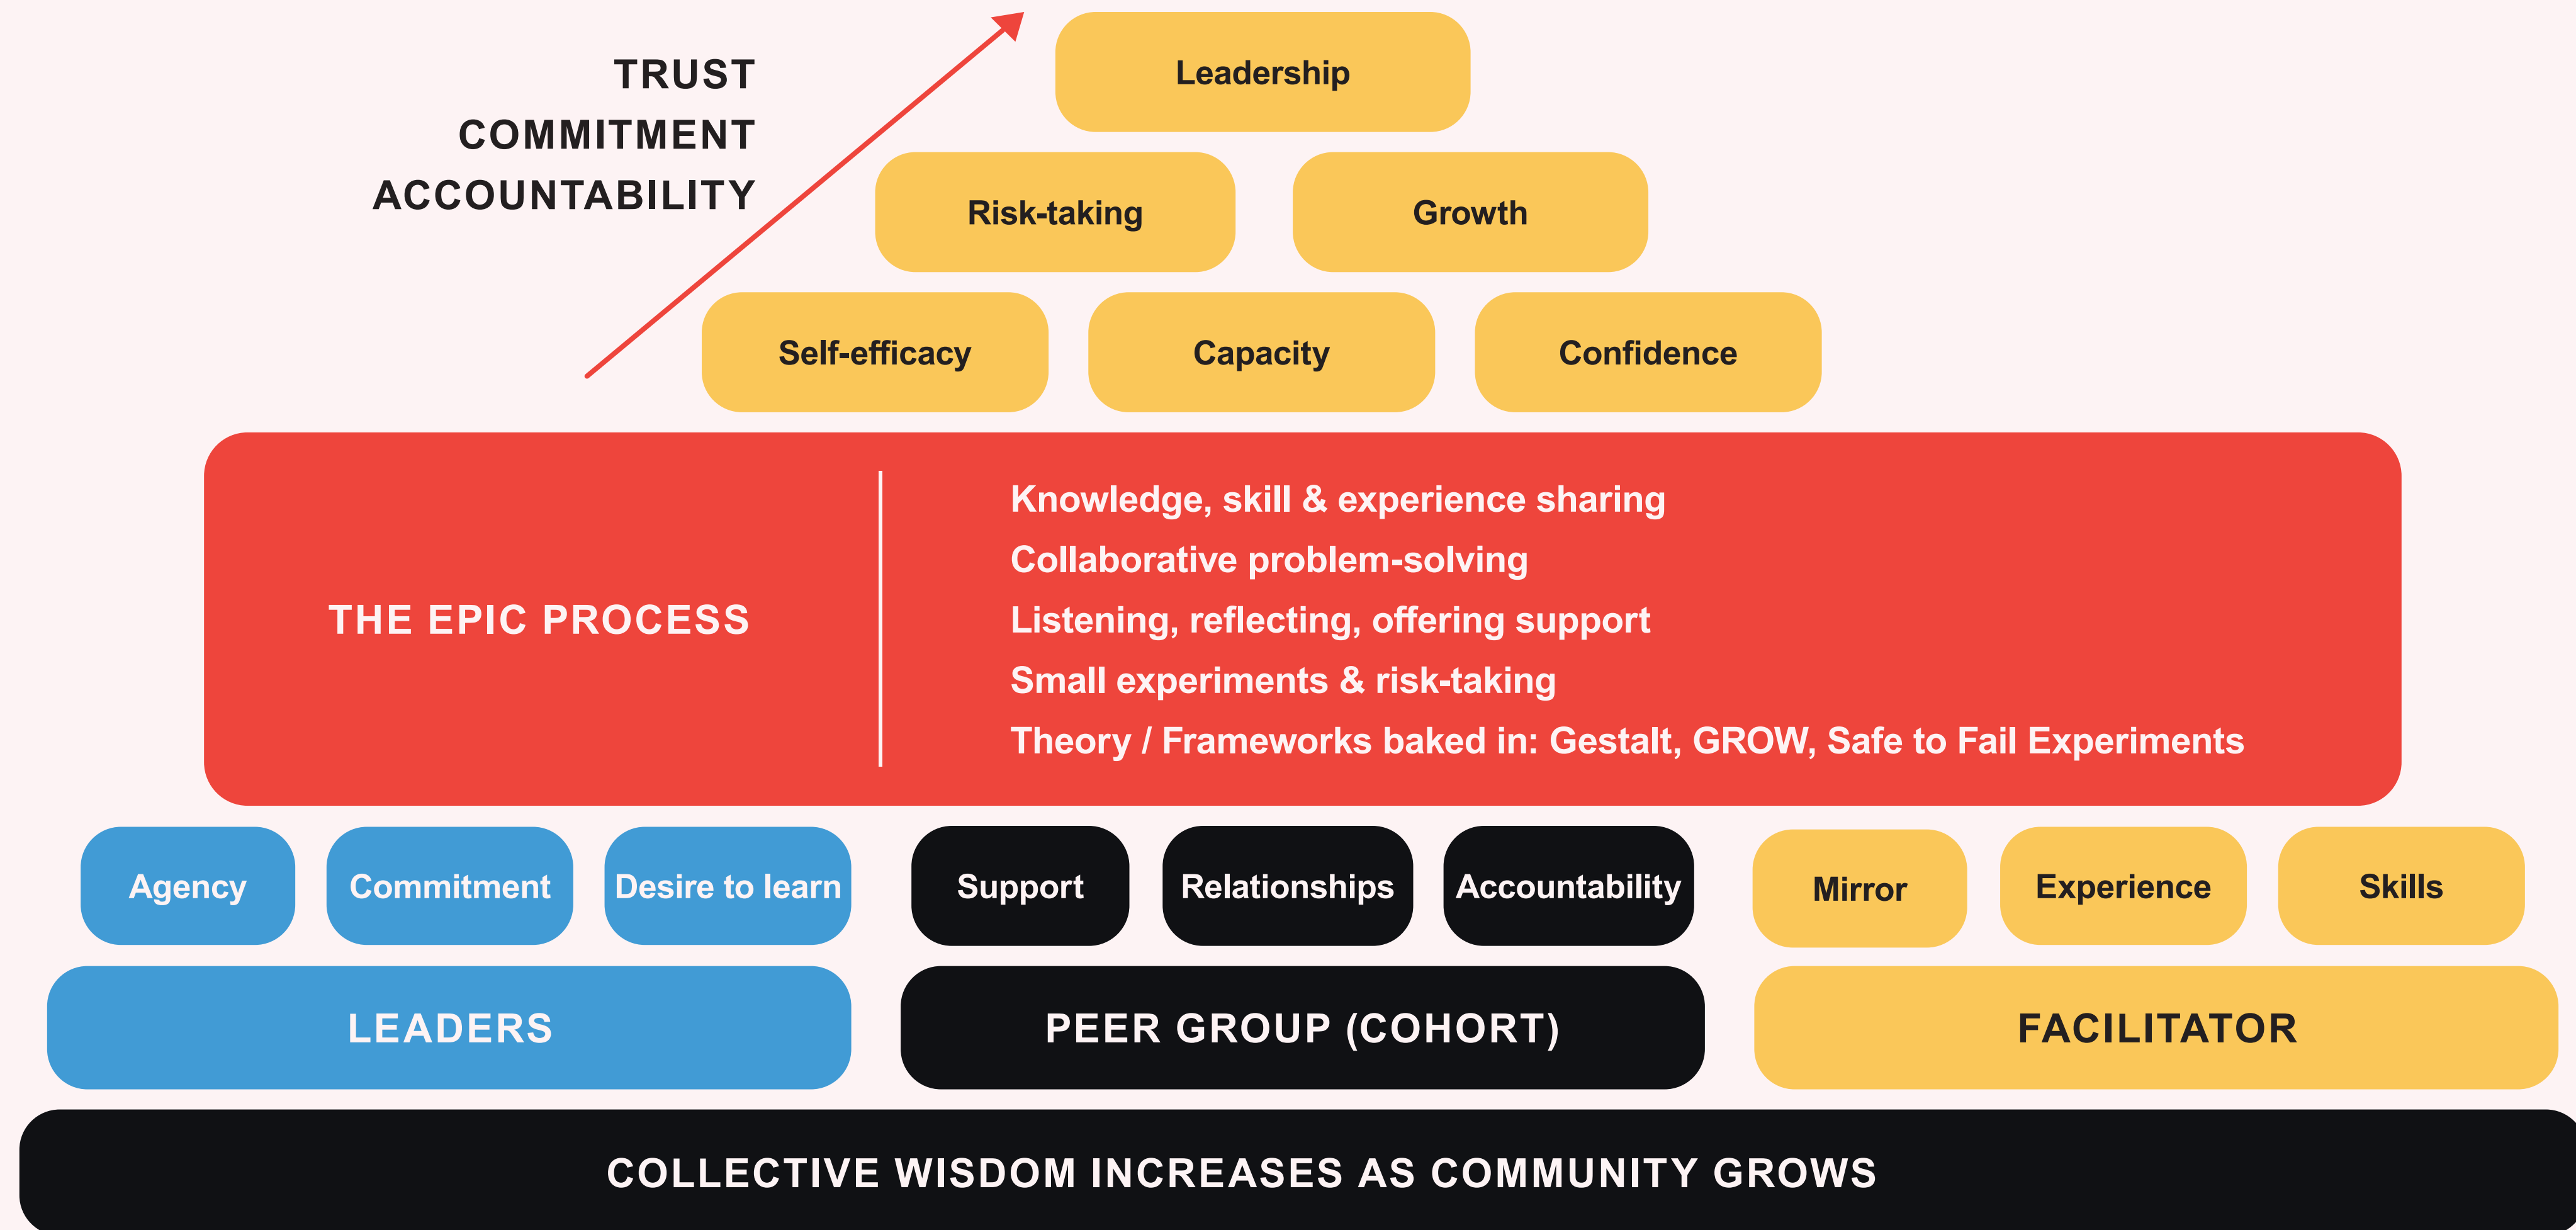 TRUST
COMMITMENT
ACCOUNTABILITY
Leadership
Risk-taking
Growth
Self-efficacy
Capacity
Confidence
THE EPIC PROCESS
Knowledge, skill & experience sharing
Collaborative problem-solving
Listening, reflecting, offering support
Small experiments & risk-taking
Theory / Frameworks baked in: Gestalt, GROW, Safe to Fail Experiments
Agency
Commitment
Desire to learn
Support
Relationships
Accountability
Mirror
Experience
Skills
LEADERS
PEER GROUP (COHORT)
FACILITATOR
COLLECTIVE WISDOM INCREASES AS COMMUNITY GROWS